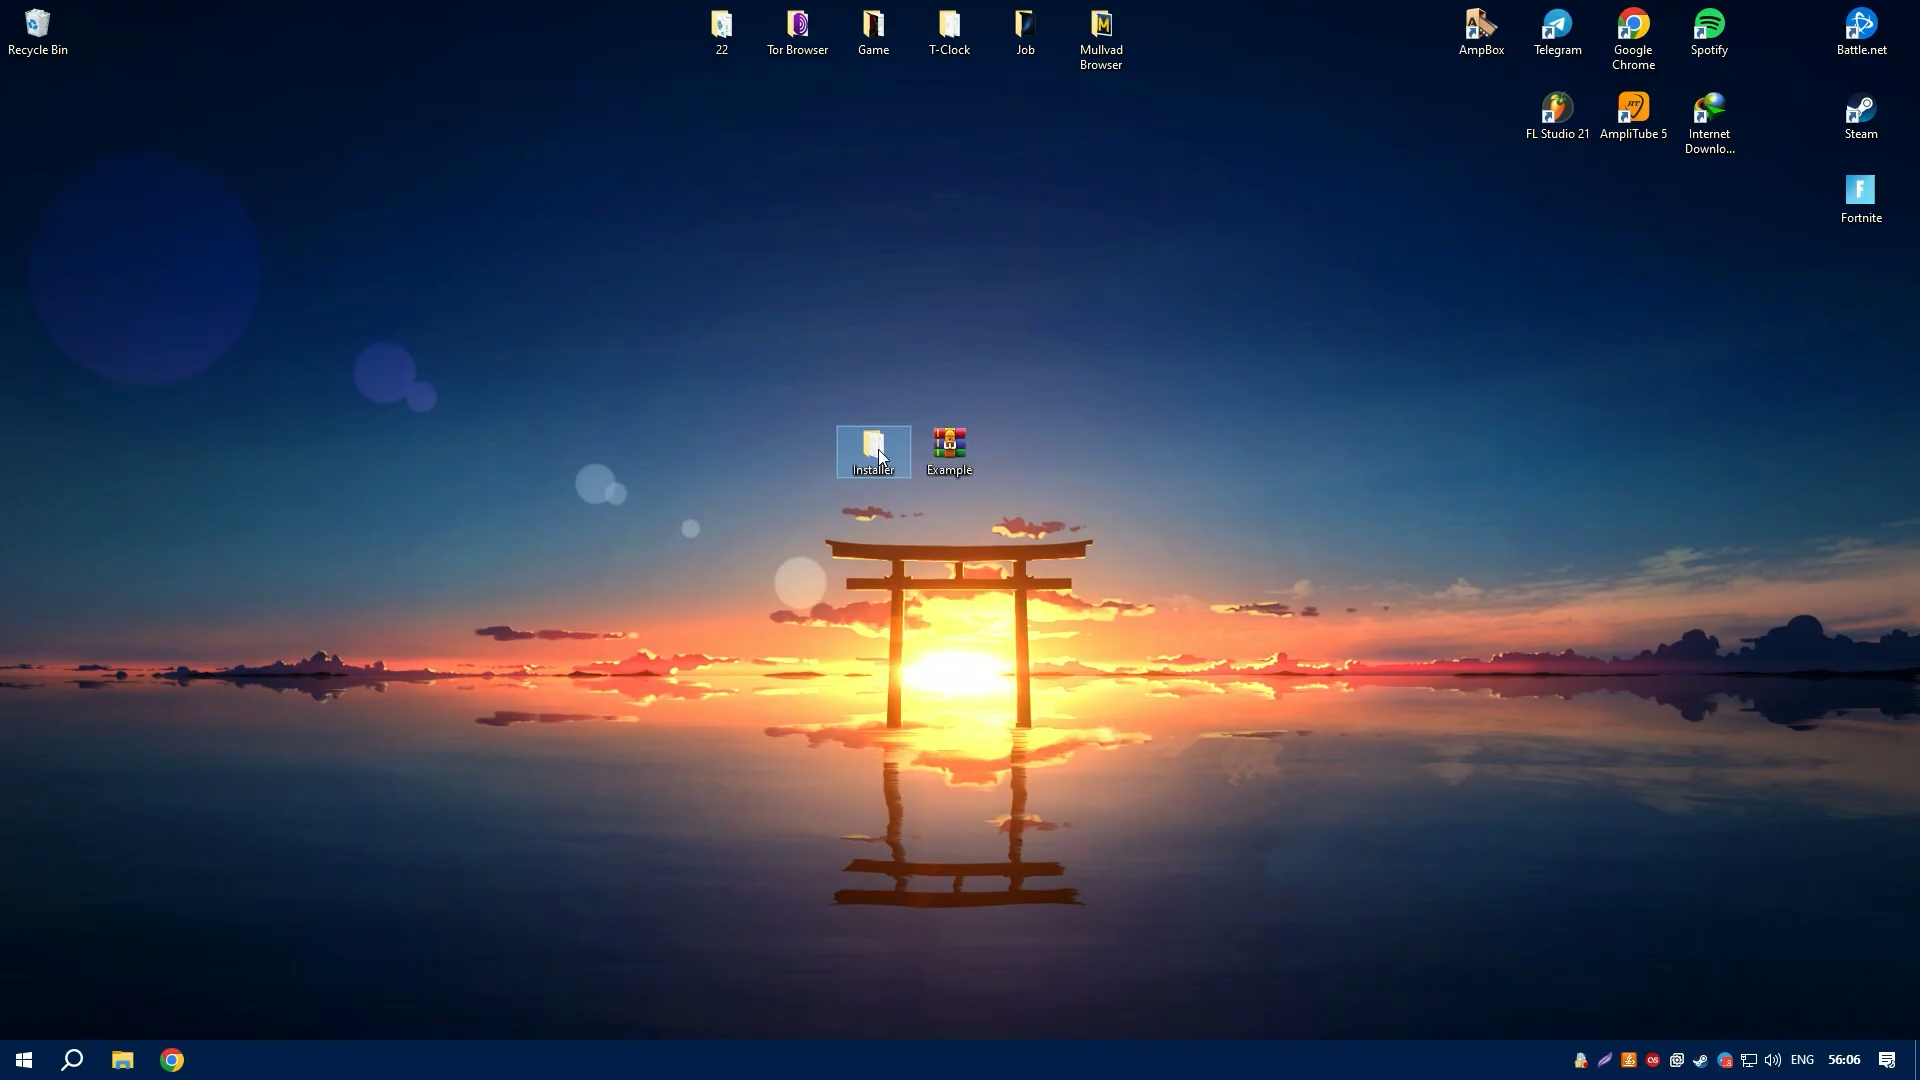 Recycle Bin
22
Tor Browser
Game
T-Clock
Job
Mullvad
Browser
AmpBox
Telegram
Google
Chrome
Spotify
Battle.net
FL Studio 21
AmpliTube 5
Internet
Downlo...
Steam
F
Fortnite
Installer
Example
ENG
56:06